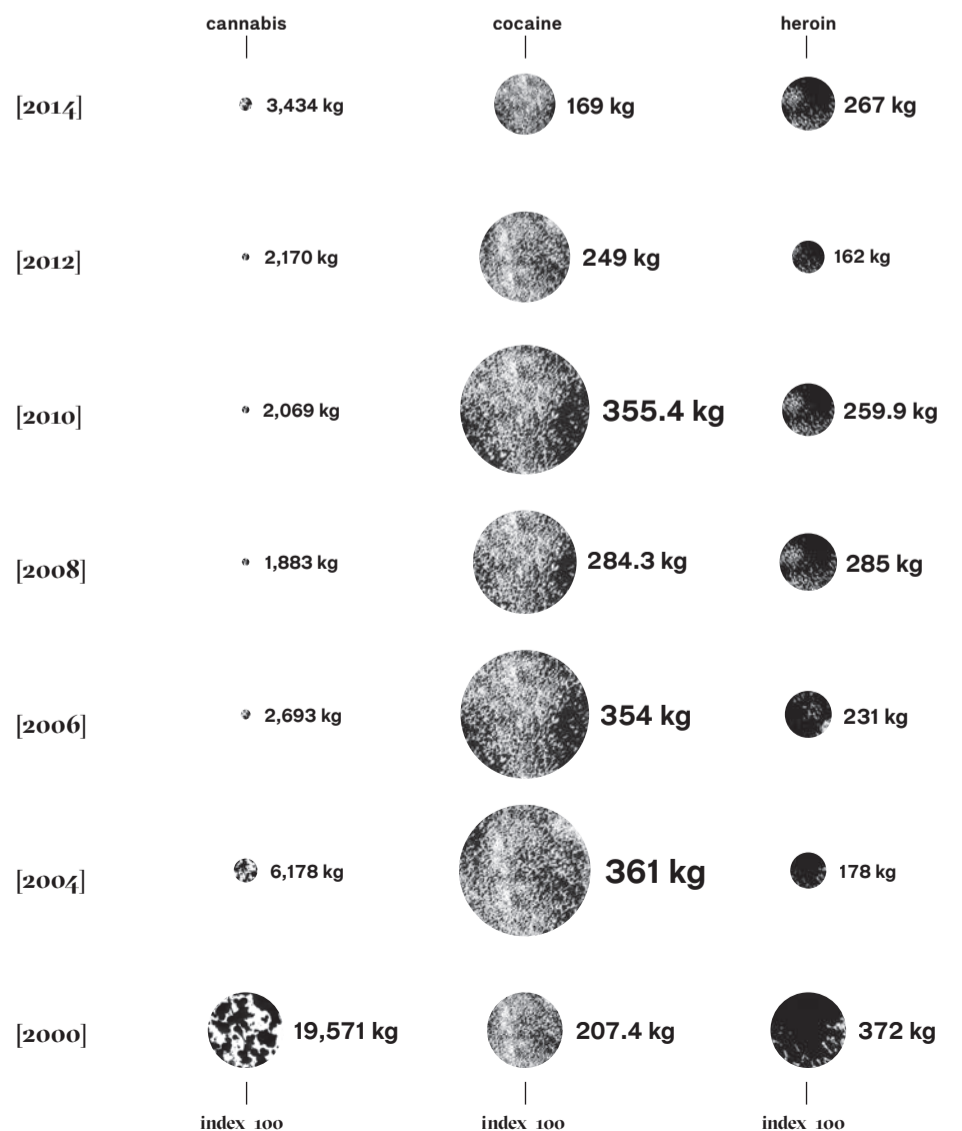 cannabis cocaine heroin
[2014] 3,434 kg 169 kg 267 kg
[2012] 2,170 kg 249 kg 162 kg
[2010] 2,069 kg 355.4 kg 259.9 kg
[2008] 1,883 kg 284.3 kg 285 kg
[2006] 2,693 kg 354 kg 231 kg
[2004] 6,178 kg 361 kg 178 kg
[2000] 19,571 kg 207.4 kg 372 kg
index 100 index 100 index 100